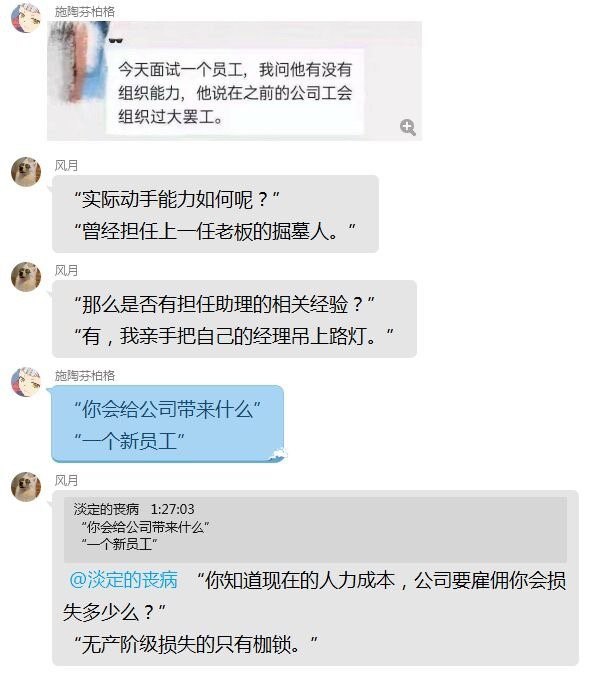 施陶芬柏格
今天面试一个员工，我问他有没有
组织能力，他说在之前的公司工会
组织过大罢工。
风月
“实际动手能力如何呢？”
“曾经担任上一任老板的掘墓人。”
风月
“那么是否有担任助理的相关经验？”
“有，我亲手把自己的经理吊上路灯。”
施陶芬柏格
“你会给公司带来什么”
“一个新员工”
风月
淡定的丧病 1:27:03
“你会给公司带来什么”
“一个新员工”
@淡定的丧病 “你知道现在的人力成本，公司要雇佣你会损
失多少么？”
“无产阶级损失的只有枷锁。”